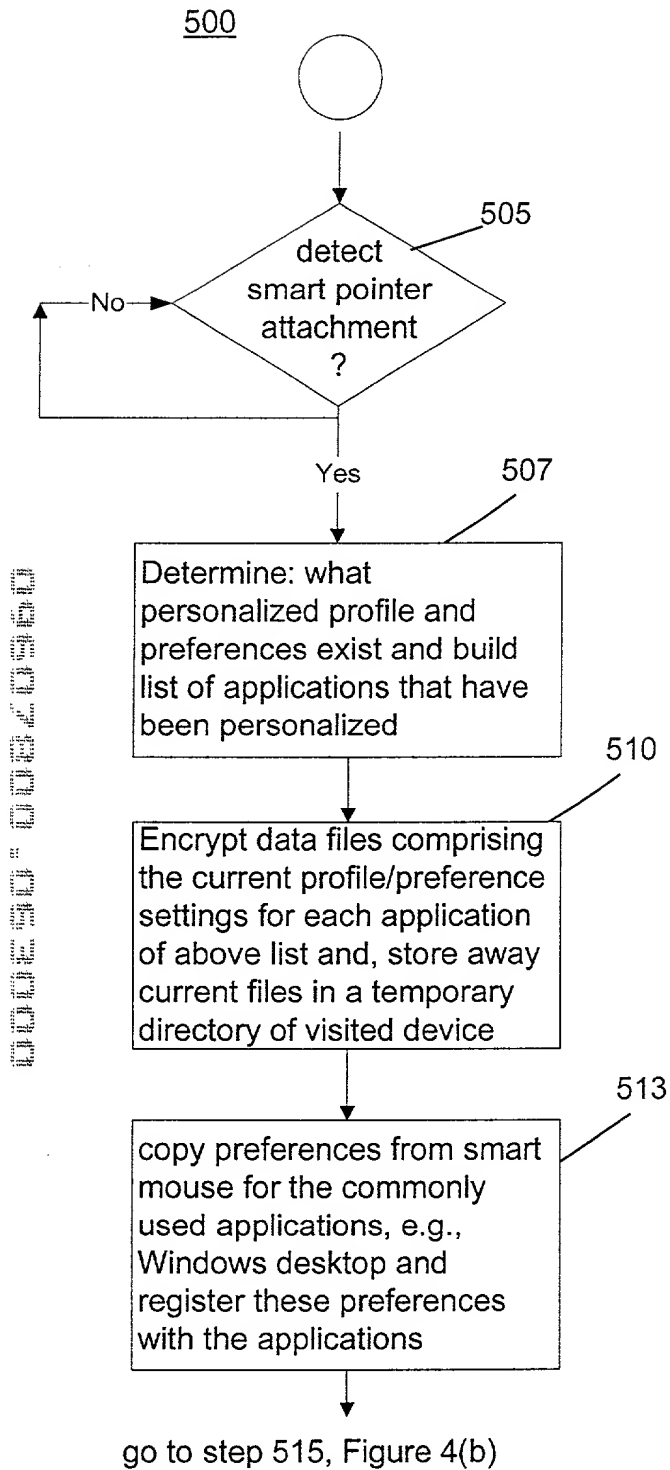 500
505
detect
smart pointer
attachment
?
No
Yes
507
Determine: what
personalized profile and
preferences exist and build
list of applications that have
been personalized
510
Encrypt data files comprising
the current profile/preference
settings for each application
of above list and, store away
current files in a temporary
directory of visited device
513
copy preferences from smart
mouse for the commonly
used applications, e.g.,
Windows desktop and
register these preferences
with the applications
go to step 515, Figure 4(b)